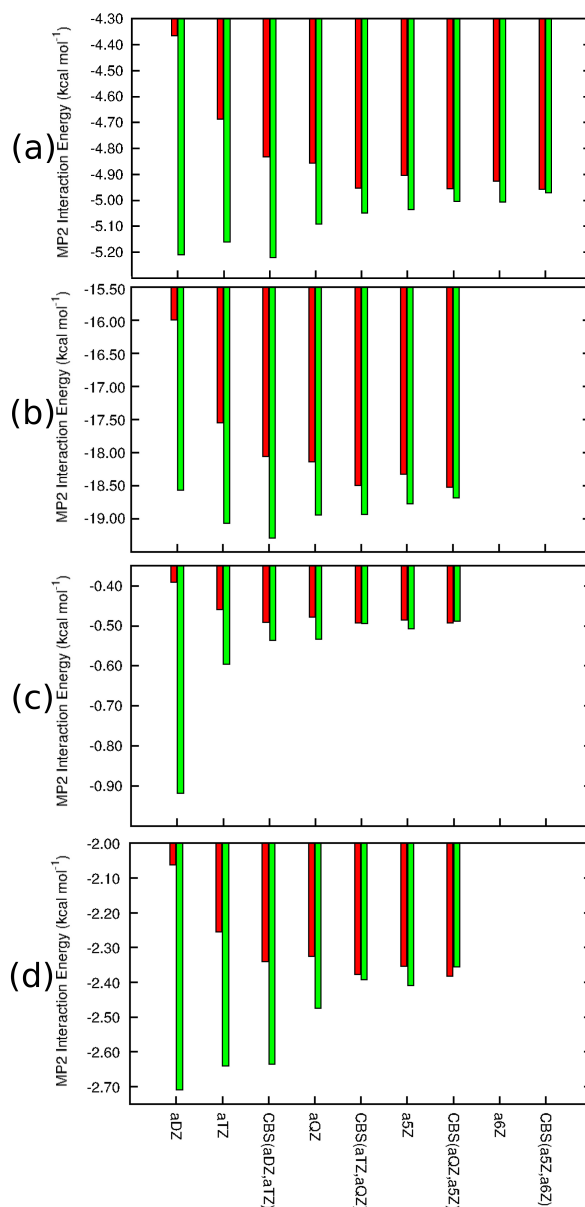 (a)
MP2 Interaction Energy (kcal mol⁻¹)
-4.30
-4.40
-4.50
-4.60
-4.70
-4.80
-4.90
-5.00
-5.10
-5.20
(b)
MP2 Interaction Energy (kcal mol⁻¹)
-15.50
-16.00
-16.50
-17.00
-17.50
-18.00
-18.50
-19.00
(c)
MP2 Interaction Energy (kcal mol⁻¹)
-0.40
-0.50
-0.60
-0.70
-0.80
-0.90
(d)
MP2 Interaction Energy (kcal mol⁻¹)
-2.00
-2.10
-2.20
-2.30
-2.40
-2.50
-2.60
-2.70
aDZ
aTZ
CBS(aDZ,aTZ)
aQZ
CBS(aTZ,aQZ)
a5Z
CBS(aQZ,a5Z)
a6Z
CBS(a5Z,a6Z)